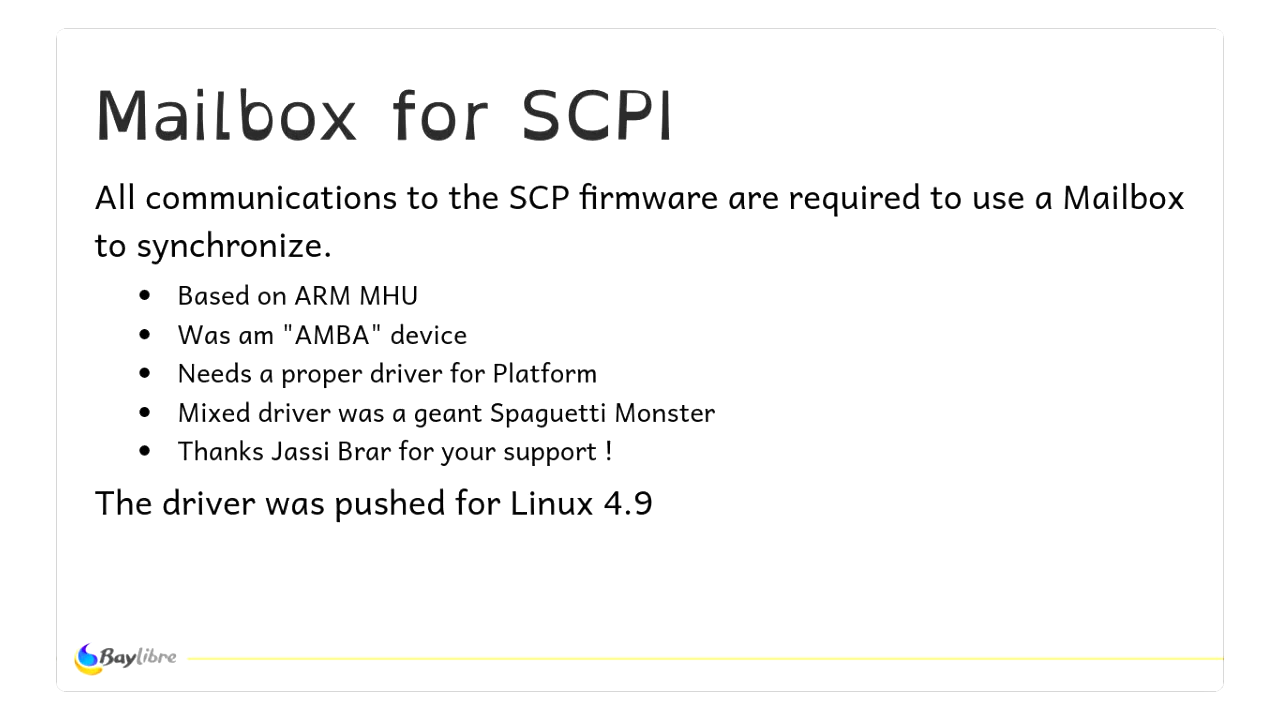 Mailbox for SCPI
All communications to the SCP firmware are required to use a Mailbox
to synchronize.
• Based on ARM MHU
• Was am "AMBA" device
• Needs a proper driver for Platform
• Mixed driver was a geant Spaguetti Monster
• Thanks Jassi Brar for your support !
The driver was pushed for Linux 4.9
Baylibre